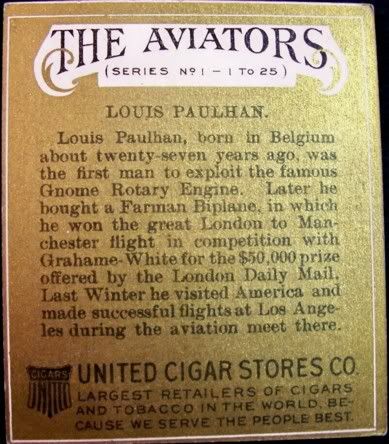 THE AVIATORS
(SERIES Nº 1 – 1 TO 25)
LOUIS PAULHAN.
Louis Paulhan, born in Belgium
about twenty-seven years ago, was
the first man to exploit the famous
Gnome Rotary Engine. Later he
bought a Farman Biplane, in which
he won the great London to Man-
chester flight in competition with
Grahame-White for the $50,000 prize
offered by the London Daily Mail.
Last Winter he visited America and
made successful flights at Los Ange-
les during the aviation meet there.
CIGARS
UNITED
UNITED CIGAR STORES CO.
LARGEST RETAILERS OF CIGARS
AND TOBACCO IN THE WORLD. BE-
CAUSE WE SERVE THE PEOPLE BEST.